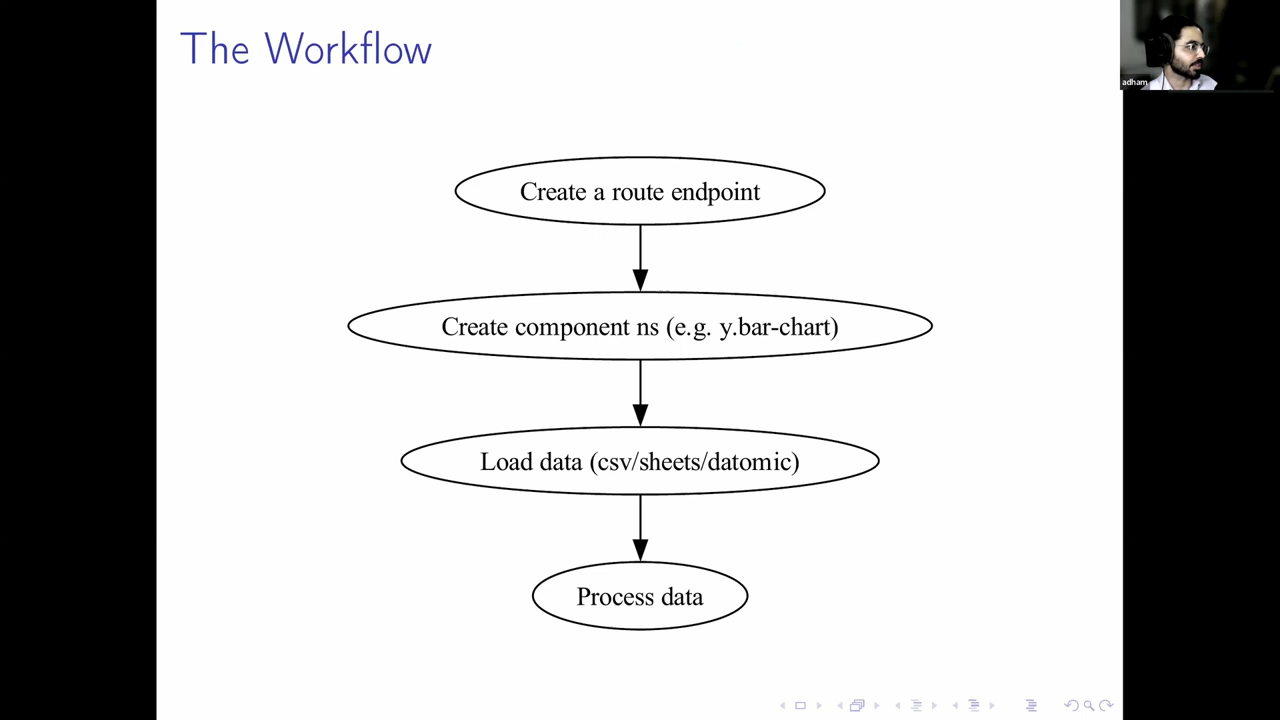 The Workflow
adham
Create a route endpoint
Create component ns (e.g. y.bar-chart)
Load data (csv/sheets/datomic)
Process data